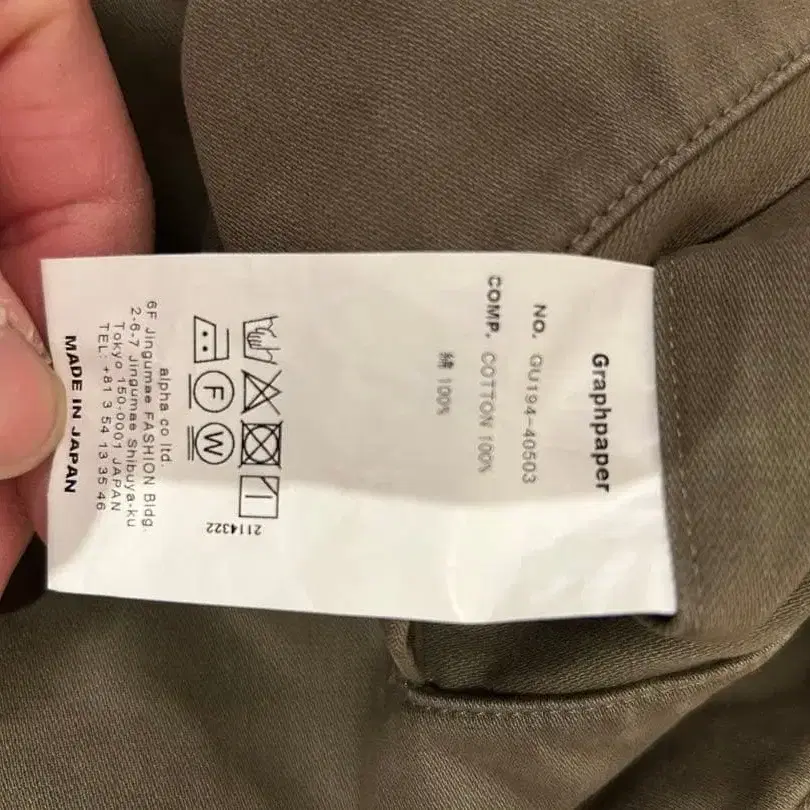 Graphpaper
NO. GU194-40503
COMP. COTTON 100%
綿 100%
2114322
F W
alpha co ltd.
6F Jingumae FASHION Bldg.
2-6-7 Jingumae Shibuya-ku
Tokyo 150-0001 JAPAN
TEL: +81 3 54 13 35 46
MADE IN JAPAN